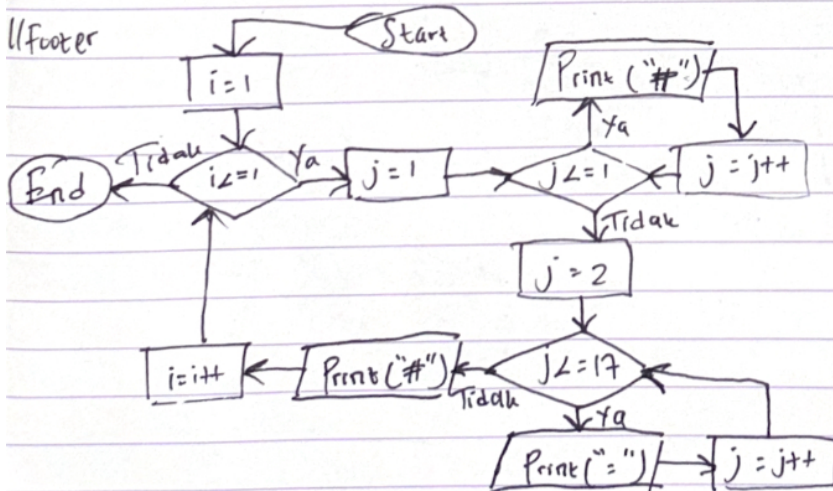 //footer
Start
i=1
i<=1
Tidak
End
Ya
j=1
j<=1
Ya
Print ("#")
j=j++
Tidak
j=2
j<=17
Ya
Print("=")
j=j++
Tidak
Print("#")
i=i++